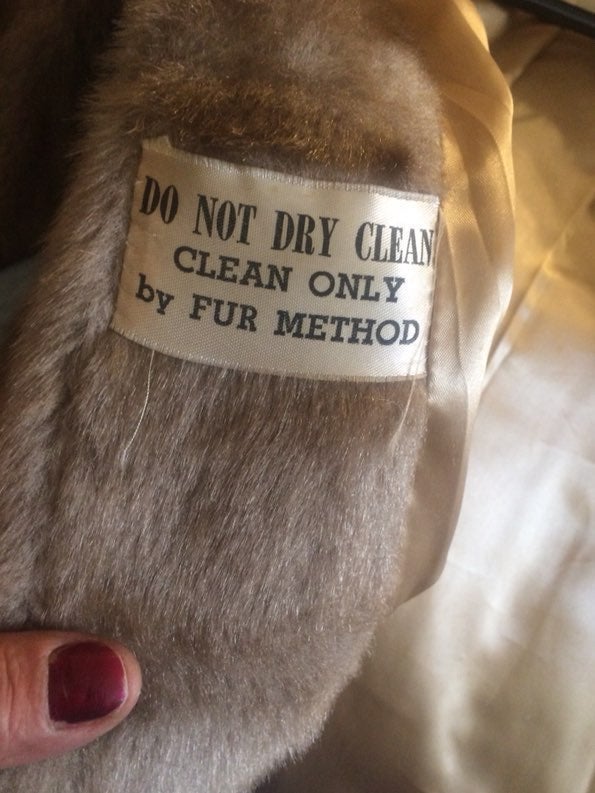 DO NOT DRY CLEAN
CLEAN ONLY
by FUR METHOD